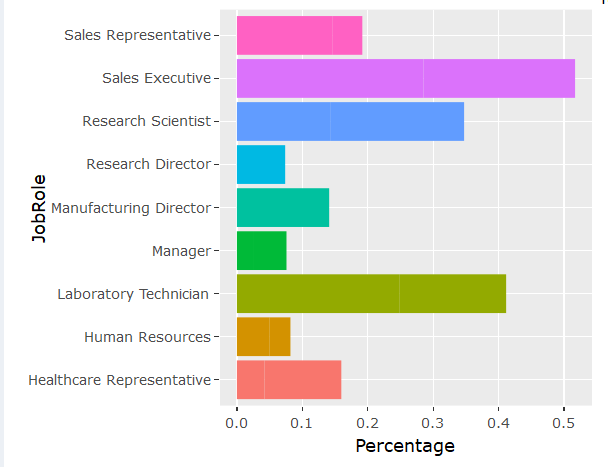 Sales Representative
Sales Executive
Research Scientist
Research Director
Manufacturing Director
Manager
Laboratory Technician
Human Resources
Healthcare Representative
JobRole
0.0 0.1 0.2 0.3 0.4 0.5
Percentage